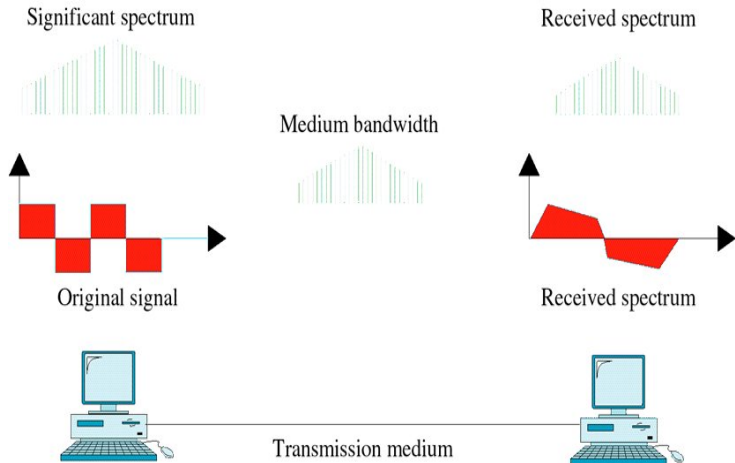 Significant spectrum
Received spectrum
Medium bandwidth
Original signal
Received spectrum
Transmission medium